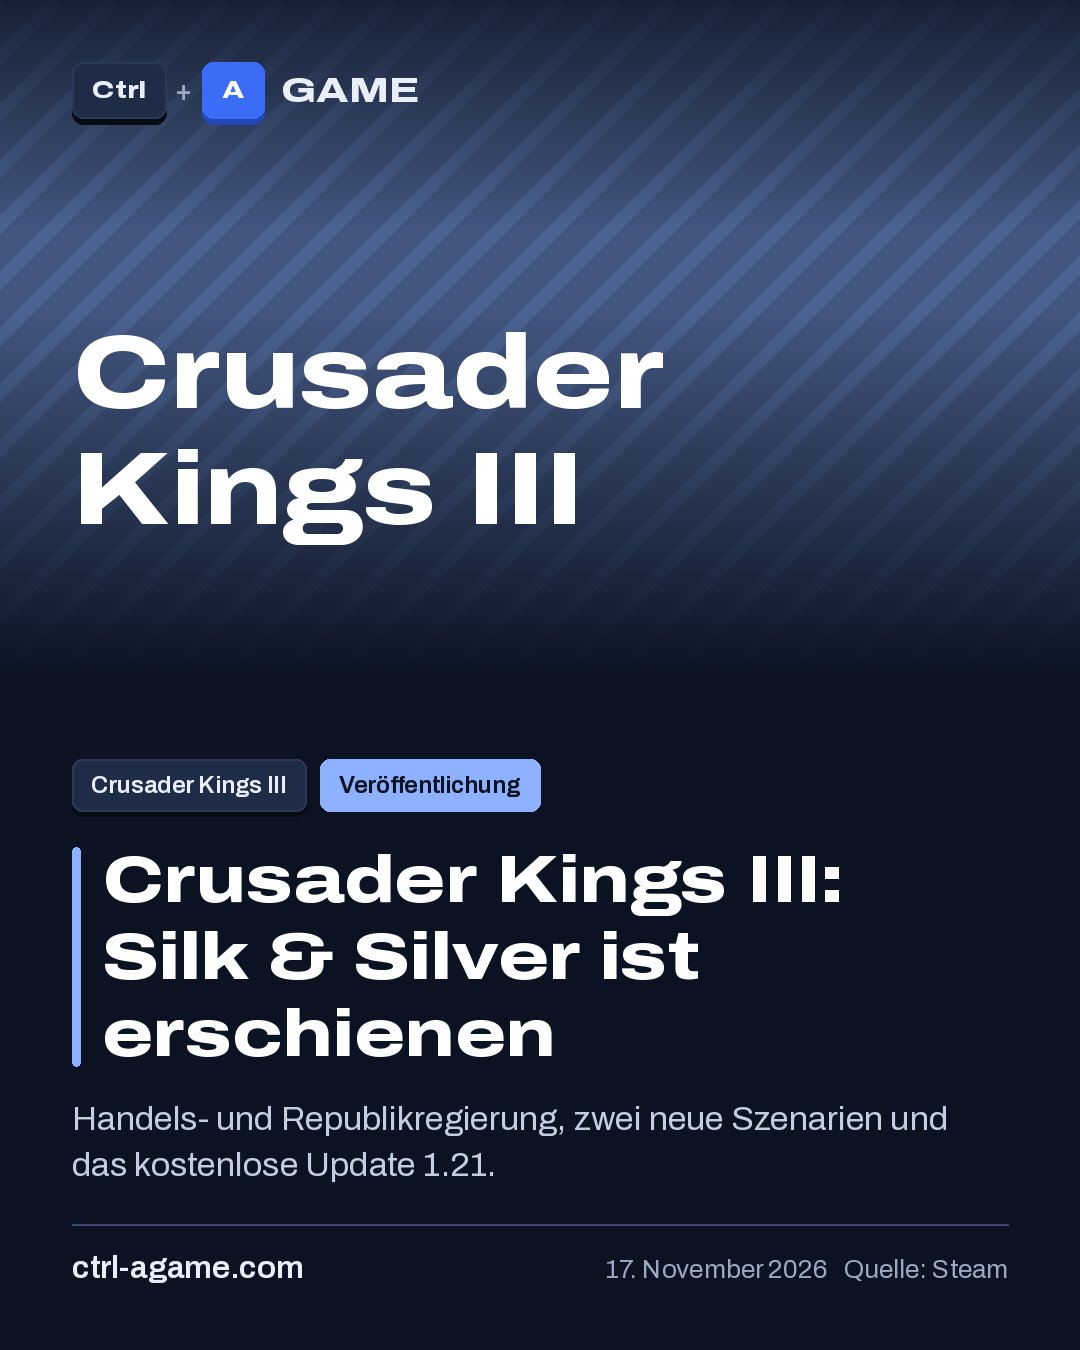 Ctrl + A GAME
Crusader
Kings III
Crusader Kings III Veröffentlichung
Crusader Kings III:
Silk & Silver ist
erschienen
Handels- und Republikregierung, zwei neue Szenarien und
das kostenlose Update 1.21.
ctrl-agame.com 17. November 2026 Quelle: Steam